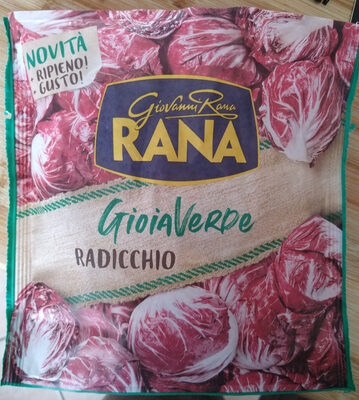 NOVITÀ
• RIPIENO!
• GUSTO!
Giovanni Rana
RANA
GioiaVerde
RADICCHIO